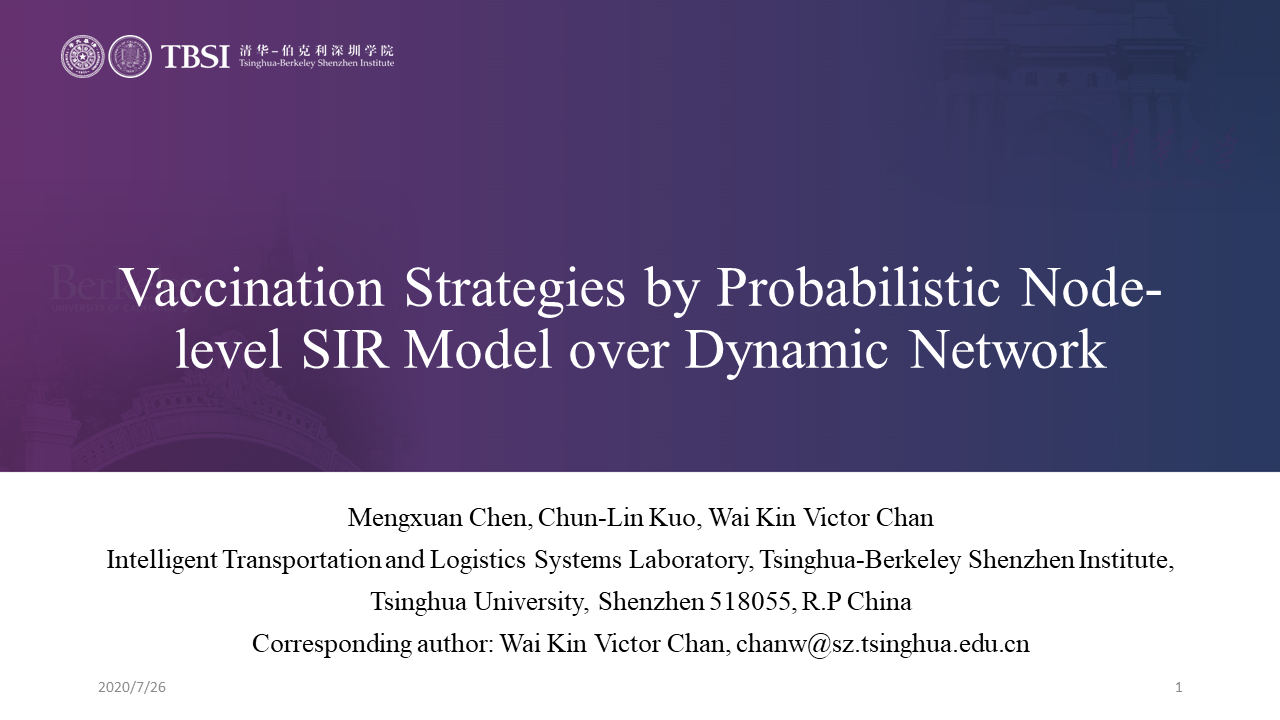 TBSI 清华-伯克利深圳学院
Tsinghua-Berkeley Shenzhen Institute
Vaccination Strategies by Probabilistic Node-
level SIR Model over Dynamic Network
Mengxuan Chen, Chun-Lin Kuo, Wai Kin Victor Chan
Intelligent Transportation and Logistics Systems Laboratory, Tsinghua-Berkeley Shenzhen Institute,
Tsinghua University, Shenzhen 518055, R.P China
Corresponding author: Wai Kin Victor Chan, chanw@sz.tsinghua.edu.cn
2020/7/26
1